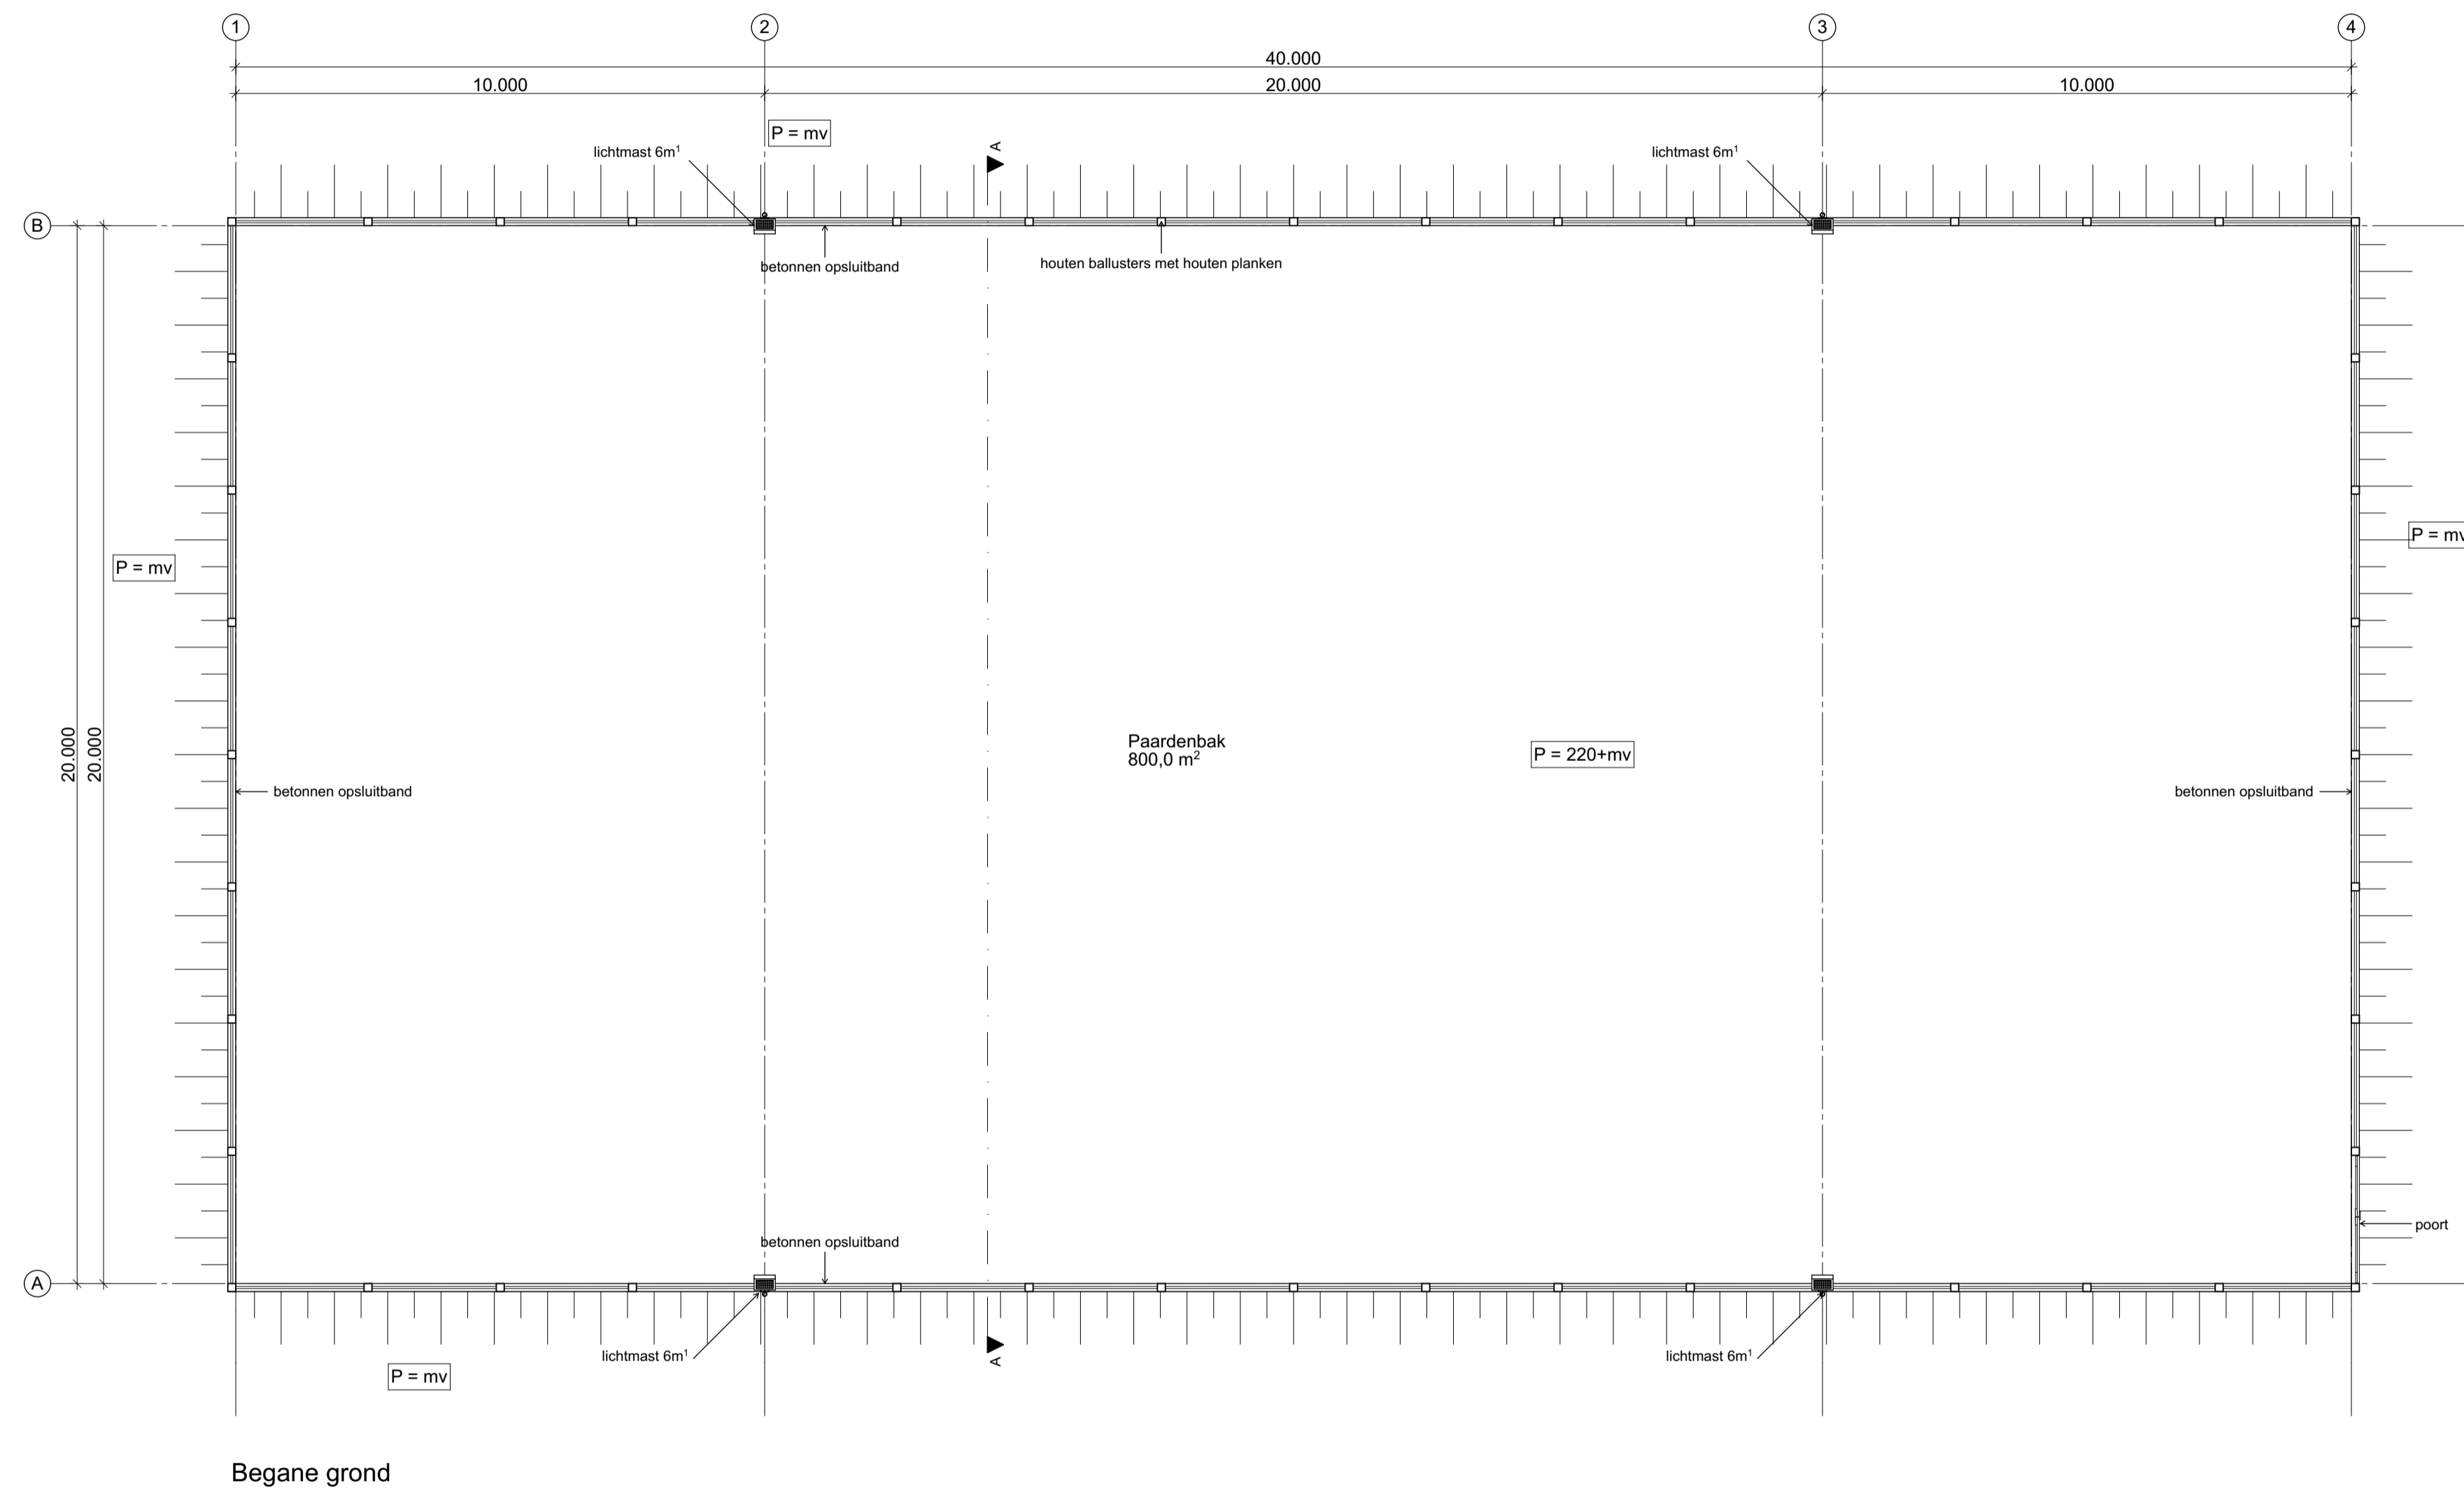 1
2
3
4
40.000
10.000
20.000
10.000
P = mv
lichtmast 6m¹
A
lichtmast 6m¹
B
betonnen opsluitband
houten ballusters met houten planken
P = mv
P = mv
20.000
20.000
Paardenbak
800,0 m²
P = 220+mv
betonnen opsluitband
betonnen opsluitband
poort
betonnen opsluitband
A
lichtmast 6m¹
A
lichtmast 6m¹
P = mv
Begane grond